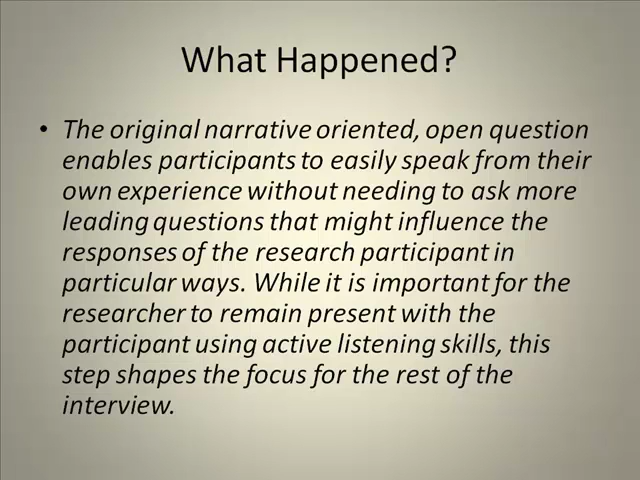 What Happened?
• The original narrative oriented, open question
enables participants to easily speak from their
own experience without needing to ask more
leading questions that might influence the
responses of the research participant in
particular ways. While it is important for the
researcher to remain present with the
participant using active listening skills, this
step shapes the focus for the rest of the
interview.